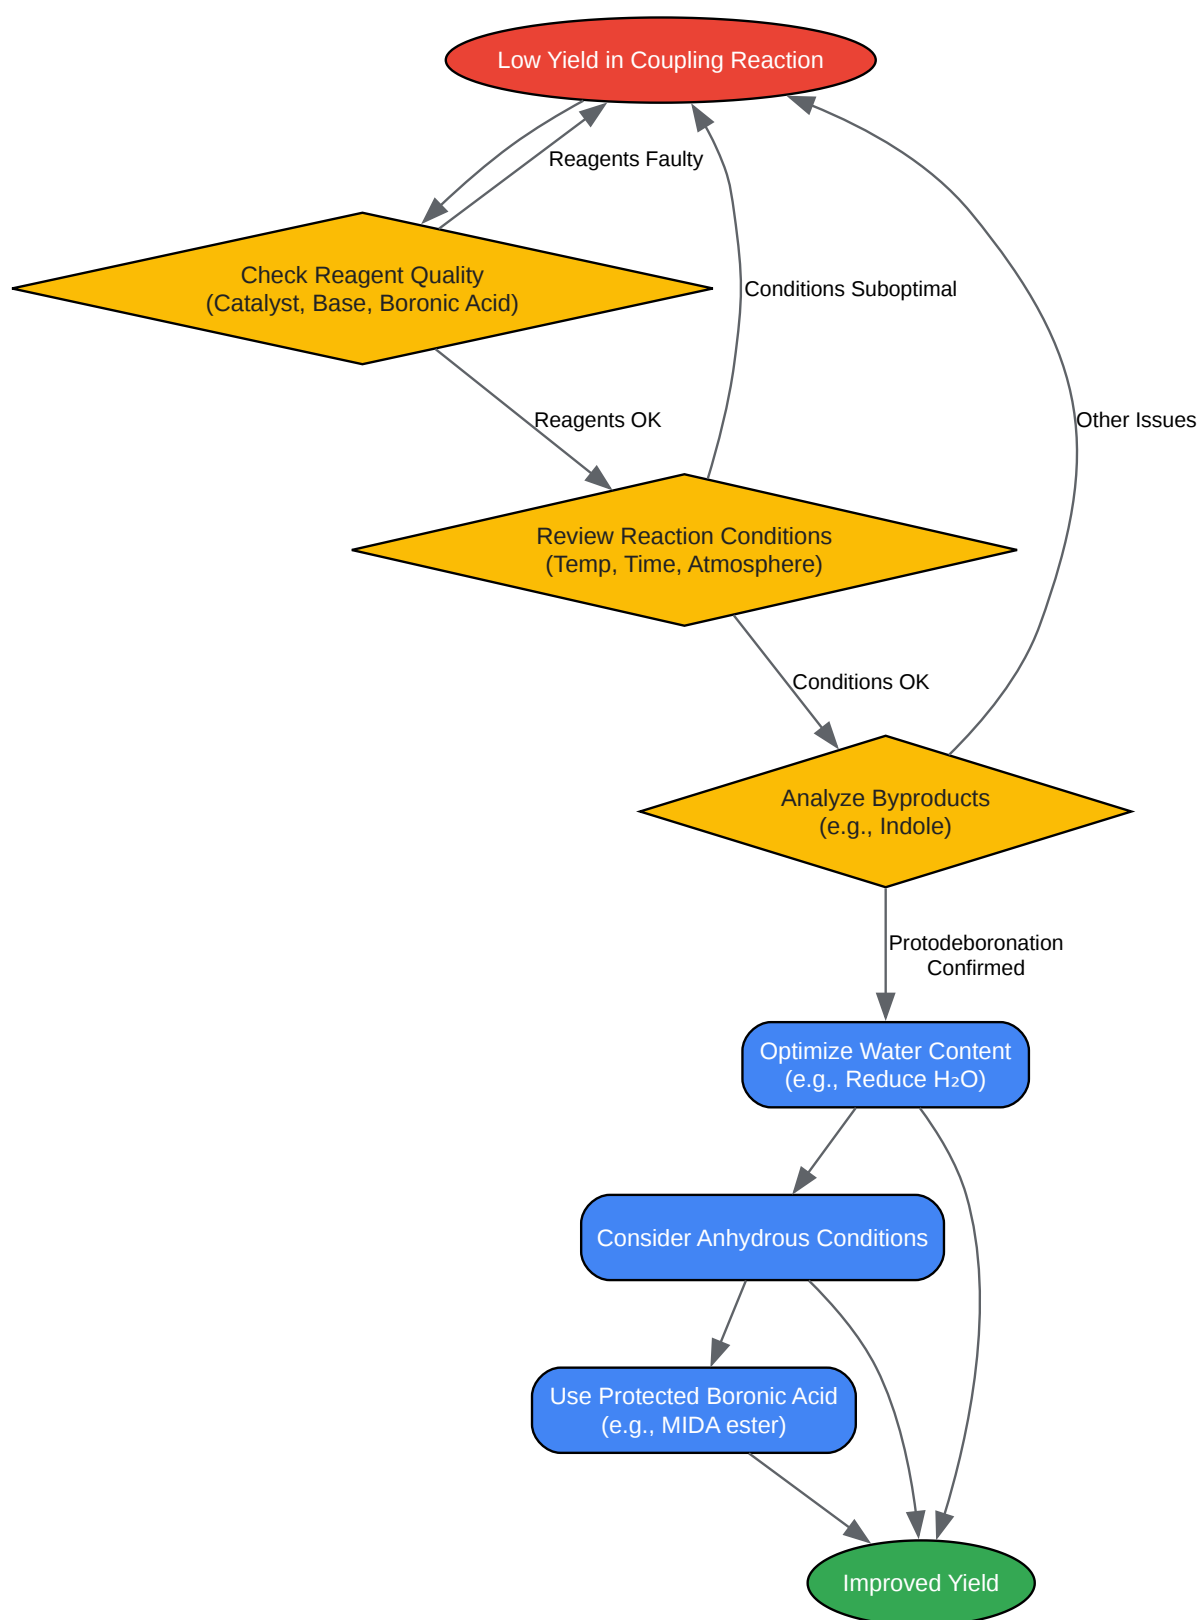 Low Yield in Coupling Reaction
Reagents Faulty
Check Reagent Quality
(Catalyst, Base, Boronic Acid)
Conditions Suboptimal
Reagents OK
Other Issues
Review Reaction Conditions
(Temp, Time, Atmosphere)
Conditions OK
Analyze Byproducts
(e.g., Indole)
Protodeboronation
Confirmed
Optimize Water Content
(e.g., Reduce H₂O)
Consider Anhydrous Conditions
Use Protected Boronic Acid
(e.g., MIDA ester)
Improved Yield